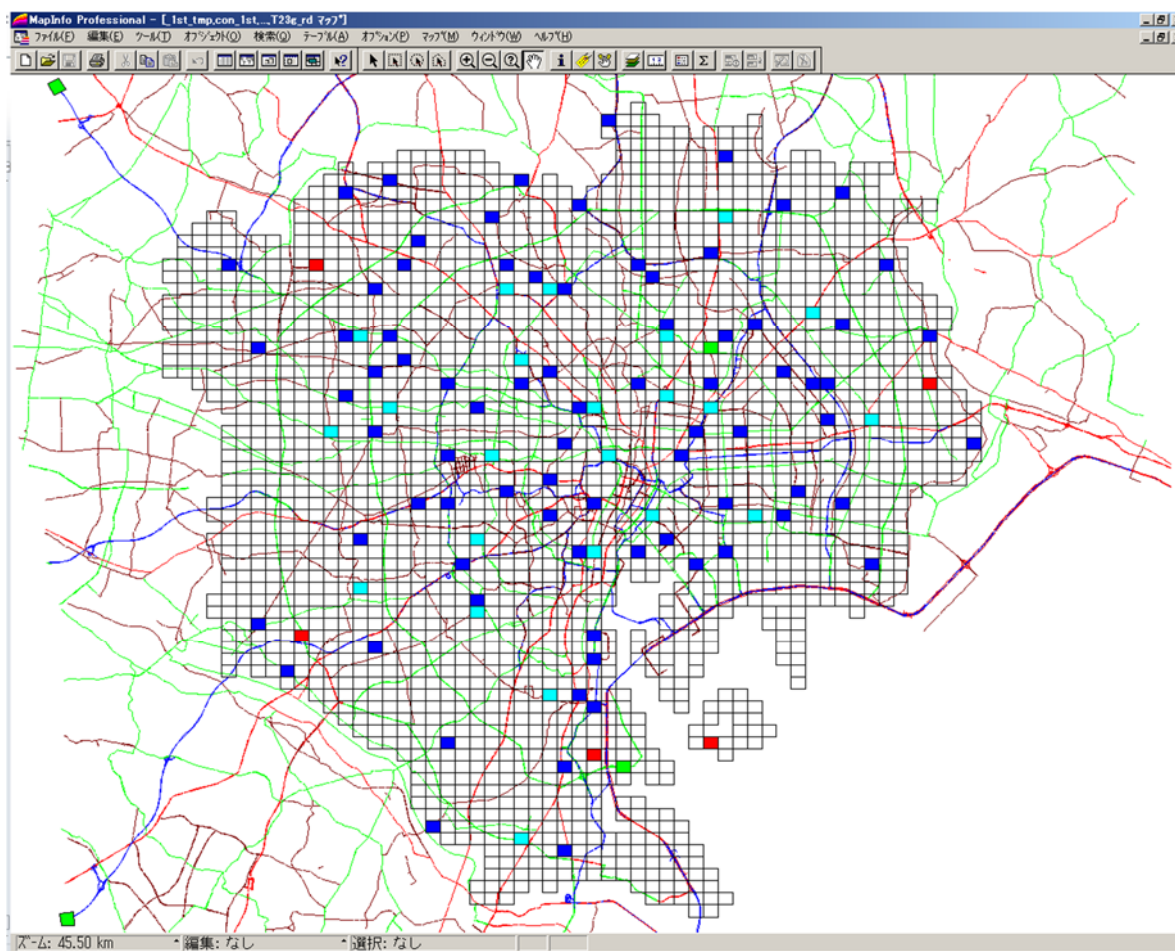 MapInfo Professional - [_1st_tmp,con_1st,...,T23g_rd マップ]
ファイル(F) 編集(E) ツール(T) オブジェクト(O) 検索(Q) テーブル(A) オプション(P) マップ(M) ウィンドウ(W) ヘルプ(H)
ズーム: 45.50 km 編集: なし 選択: なし